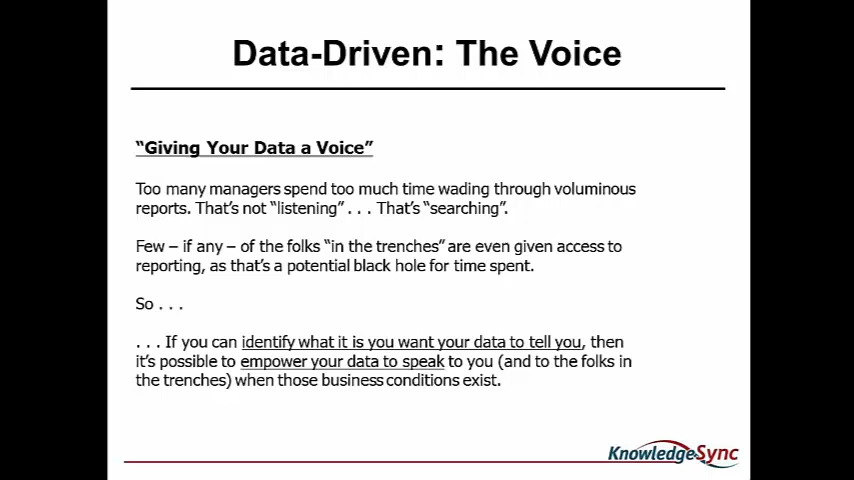 Data-Driven: The Voice
“Giving Your Data a Voice”
Too many managers spend too much time wading through voluminous
reports. That’s not “listening” . . . That’s “searching”.
Few – if any – of the folks “in the trenches” are even given access to
reporting, as that’s a potential black hole for time spent.
So . . .
. . . If you can identify what it is you want your data to tell you, then
it’s possible to empower your data to speak to you (and to the folks in
the trenches) when those business conditions exist.
KnowledgeSync